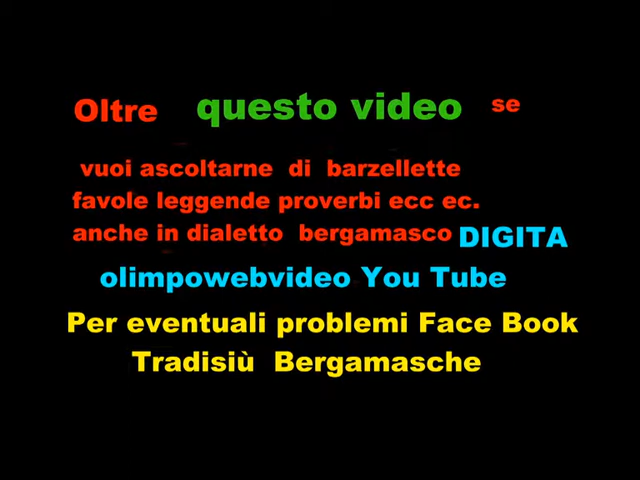 Oltre questo video se
vuoi ascoltarne di barzellette
favole leggende proverbi ecc ec.
anche in dialetto bergamasco DIGITA
olimpowebvideo You Tube
Per eventuali problemi Face Book
Tradisiù Bergamasche